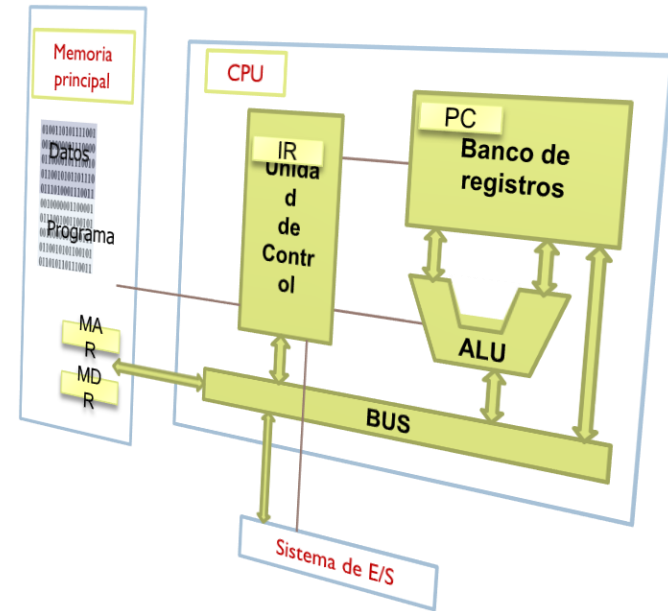 Memoria
principal
Datos
Programa
MA
R
MD
R
CPU
IR
Unida
d
de
Contr
ol
PC
Banco de
registros
ALU
BUS
Sistema de E/S